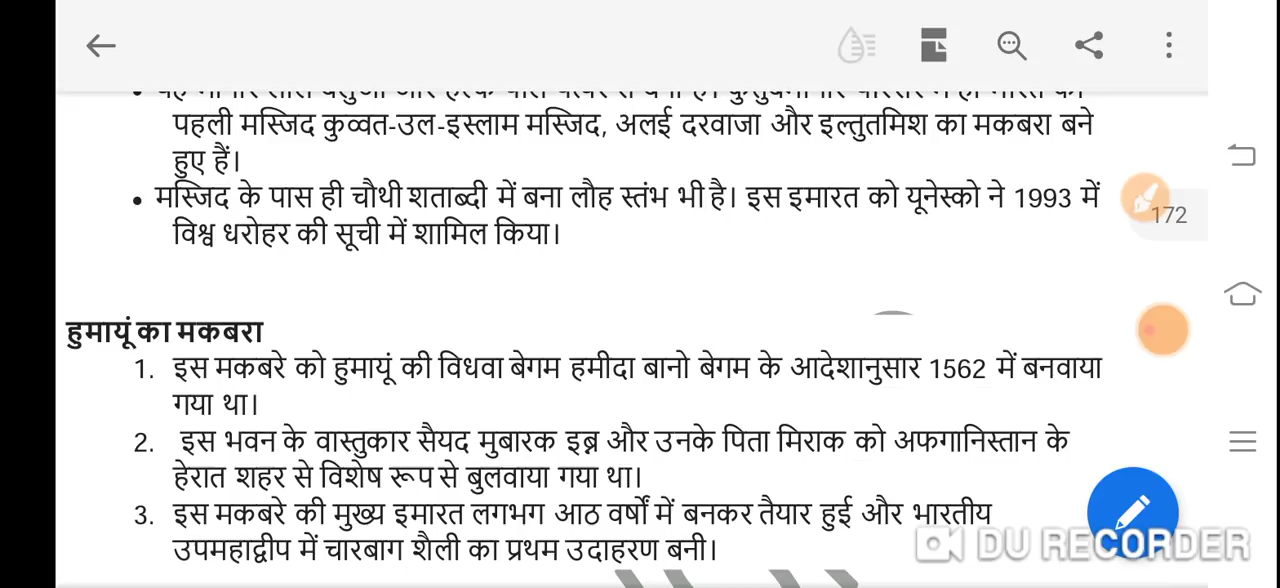 पहली मस्जिद कुव्वत-उल-इस्लाम मस्जिद, अलई दरवाजा और इल्तुतमिश का मकबरा बने
हुए हैं।
• मस्जिद के पास ही चौथी शताब्दी में बना लौह स्तंभ भी है। इस इमारत को यूनेस्को ने 1993 में
विश्व धरोहर की सूची में शामिल किया।
172
हुमायूं का मकबरा
1. इस मकबरे को हुमायूं की विधवा बेगम हमीदा बानो बेगम के आदेशानुसार 1562 में बनवाया
गया था।
2. इस भवन के वास्तुकार सैयद मुबारक इब्न और उनके पिता मिराक को अफगानिस्तान के
हेरात शहर से विशेष रूप से बुलवाया गया था।
3. इस मकबरे की मुख्य इमारत लगभग आठ वर्षों में बनकर तैयार हुई और भारतीय
उपमहाद्वीप में चारबाग शैली का प्रथम उदाहरण बनी।
DU RECORDER